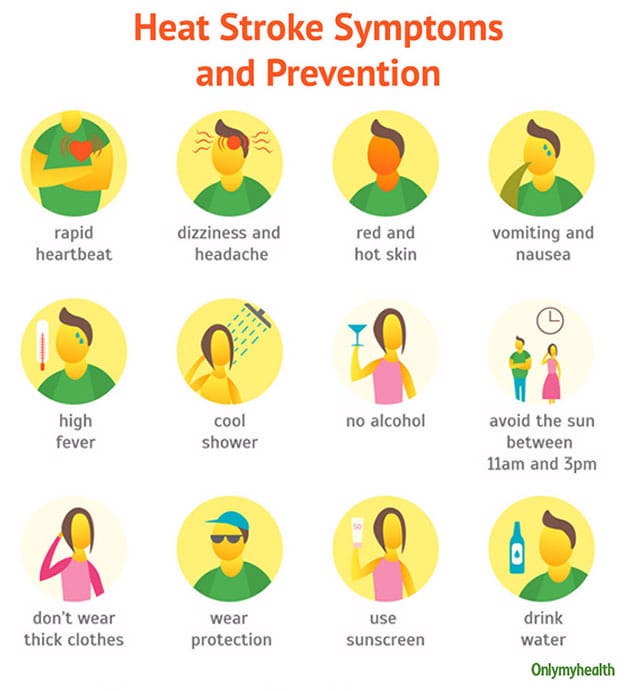 Heat Stroke Symptoms
and Prevention
rapid
heartbeat
dizziness and
headache
red and
hot skin
vomiting and
nausea
high
fever
cool
shower
no alcohol
avoid the sun
between
11am and 3pm
don't wear
thick clothes
wear
protection
50
use
sunscreen
drink
water
Onlymyhealth